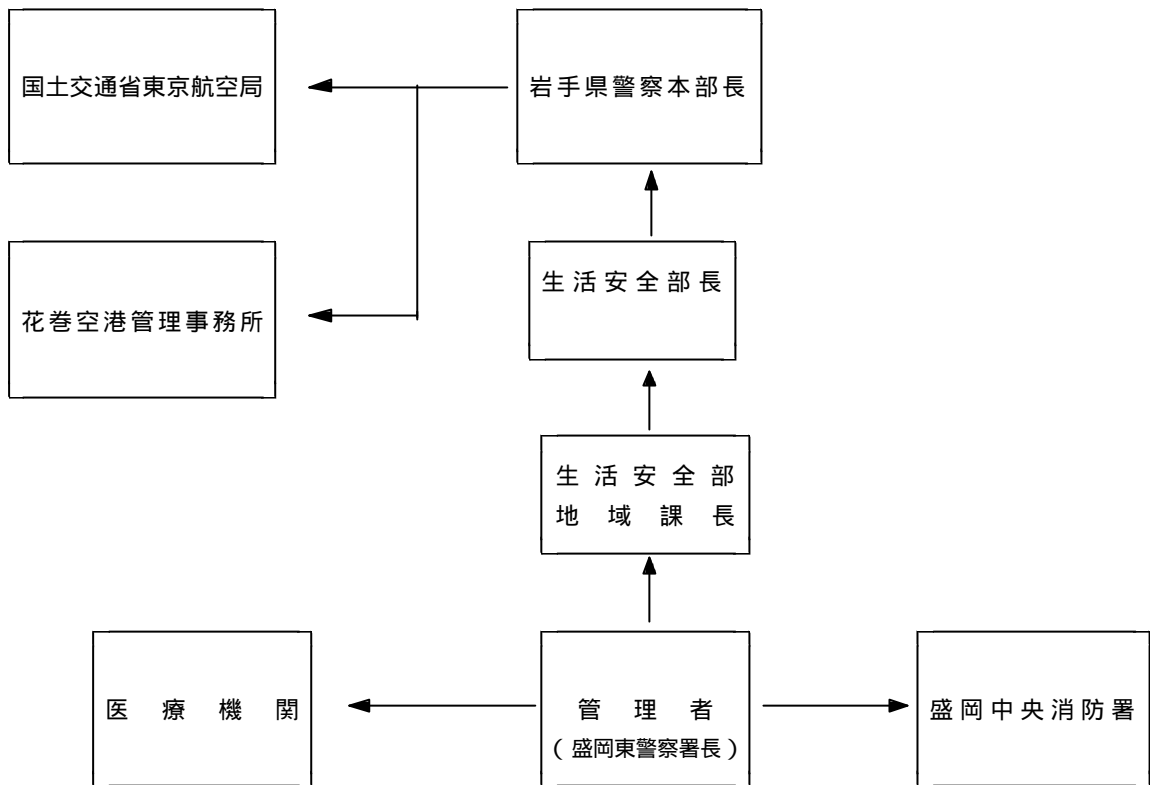 国土交通省東京航空局
岩手県警察本部長
花巻空港管理事務所
生活安全部長
生活安全部
地域課長
医療機関
管理者
(盛岡東警察署長)
盛岡中央消防署